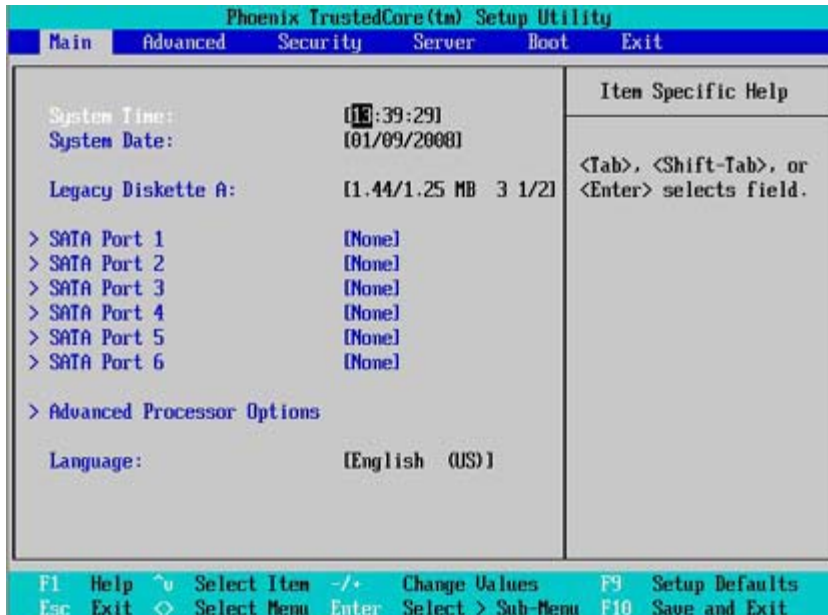 Phoenix TrustedCore(tm) Setup Utility
Main Advanced Security Server Boot Exit
Item Specific Help
System Time: [13:39:29]
System Date: [01/09/2008]
<Tab>, <Shift-Tab>, or
<Enter> selects field.
Legacy Diskette A: [1.44/1.25 MB 3 1/2]
> SATA Port 1 [None]
> SATA Port 2 [None]
> SATA Port 3 [None]
> SATA Port 4 [None]
> SATA Port 5 [None]
> SATA Port 6 [None]
> Advanced Processor Options
Language: [English (US)]
F1 Help ^v Select Item -/+ Change Values F9 Setup Defaults
Esc Exit <> Select Menu Enter Select > Sub-Menu F10 Save and Exit